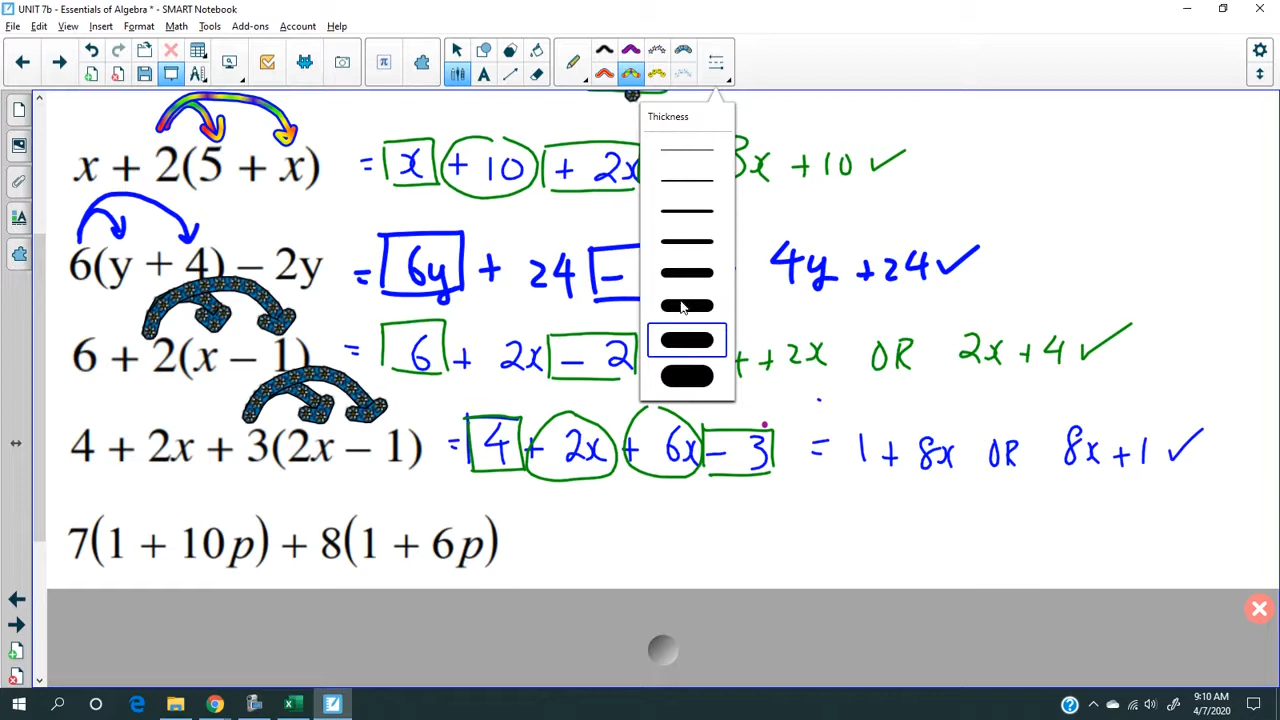 UNIT 7b - Essentials of Algebra * - SMART Notebook
File Edit View Insert Format Math Tools Add-ons Account Help
Thickness
x + 2(5 + x) = x + 10 + 2x 3x + 10 ✓
6(y + 4) – 2y = 6y + 24 – 4y + 24 ✓
6 + 2(x – 1) = 6 + 2x – 2 + 2x OR 2x + 4 ✓
4 + 2x + 3(2x – 1) = 4 + 2x + 6x – 3 = 1 + 8x OR 8x + 1 ✓
7(1 + 10p) + 8(1 + 6p)
9:10 AM
4/7/2020